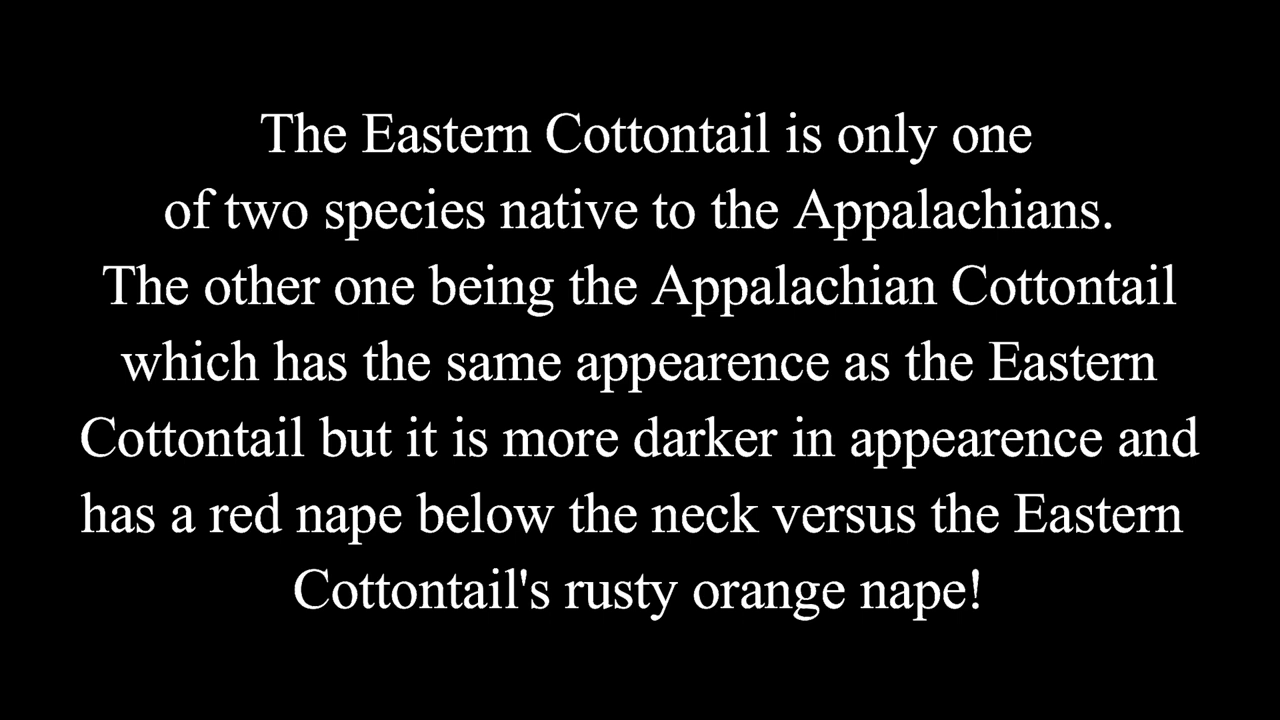 The Eastern Cottontail is only one
of two species native to the Appalachians.
The other one being the Appalachian Cottontail
which has the same appearence as the Eastern
Cottontail but it is more darker in appearence and
has a red nape below the neck versus the Eastern
Cottontail's rusty orange nape!